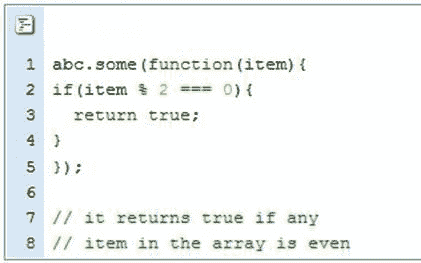 1 abc.some(function(item){
2 if(item % 2 === 0){
3   return true;
4 }
5 });
6
7 // it returns true if any
8 // item in the array is even